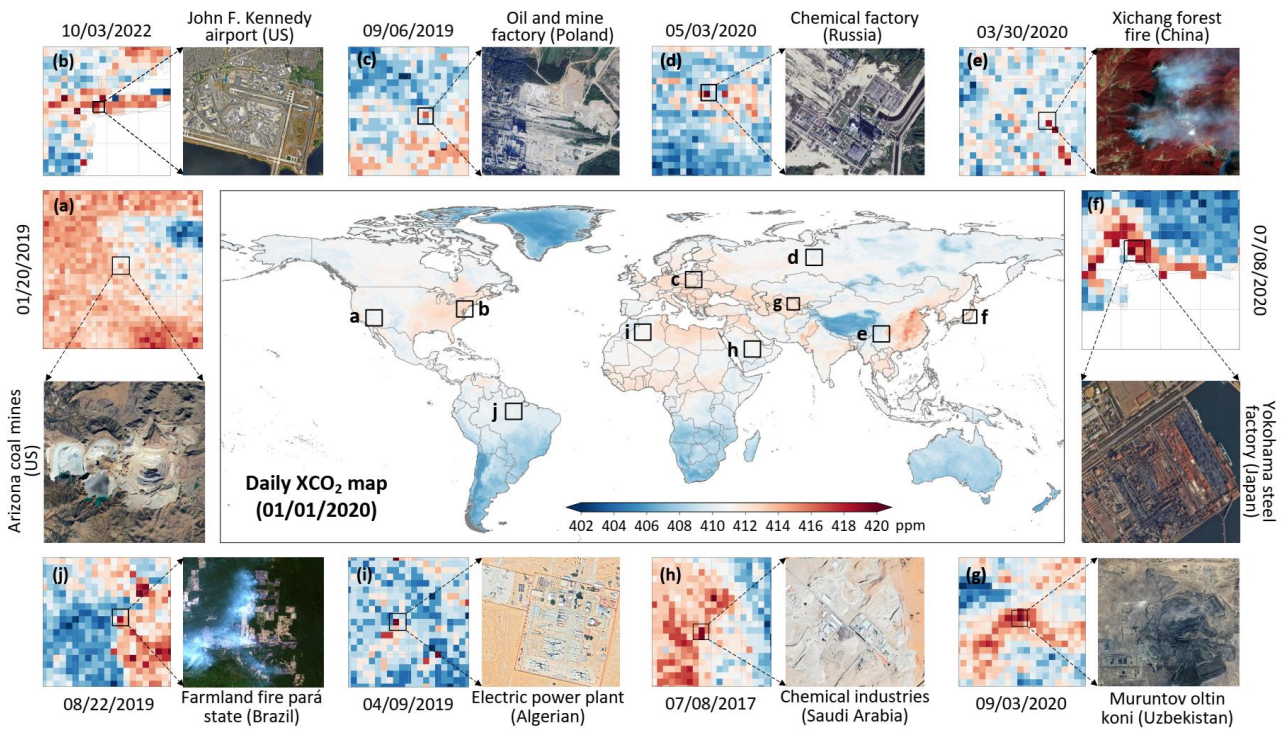 10/03/2022
John F. Kennedy
airport (US)
09/06/2019
Oil and mine
factory (Poland)
05/03/2020
Chemical factory
(Russia)
03/30/2020
Xichang forest
fire (China)
(b)
(c)
(d)
(e)
01/20/2019
(a)
Arizona coal mines
(US)
a
b
c
d
e
f
g
h
i
j
Daily XCO₂ map
(01/01/2020)
402 404 406 408 410 412 414 416 418 420 ppm
(f)
07/08/2020
Yokohama steel
factory (Japan)
(j)
08/22/2019
Farmland fire pará
state (Brazil)
(i)
04/09/2019
Electric power plant
(Algerian)
(h)
07/08/2017
Chemical industries
(Saudi Arabia)
(g)
09/03/2020
Muruntov oltin
koni (Uzbekistan)